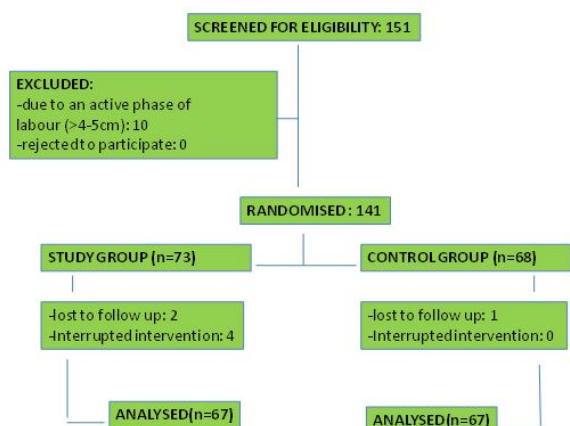 SCREENED FOR ELIGIBILITY: 151
EXCLUDED:
-due to an active phase of
labour (>4-5cm): 10
-rejected to participate: 0
RANDOMISED : 141
STUDY GROUP (n=73)
CONTROL GROUP (n=68)
-lost to follow up: 2
-Interrupted intervention: 4
-lost to follow up: 1
-Interrupted intervention: 0
ANALYSED(n=67)
ANALYSED(n=67)